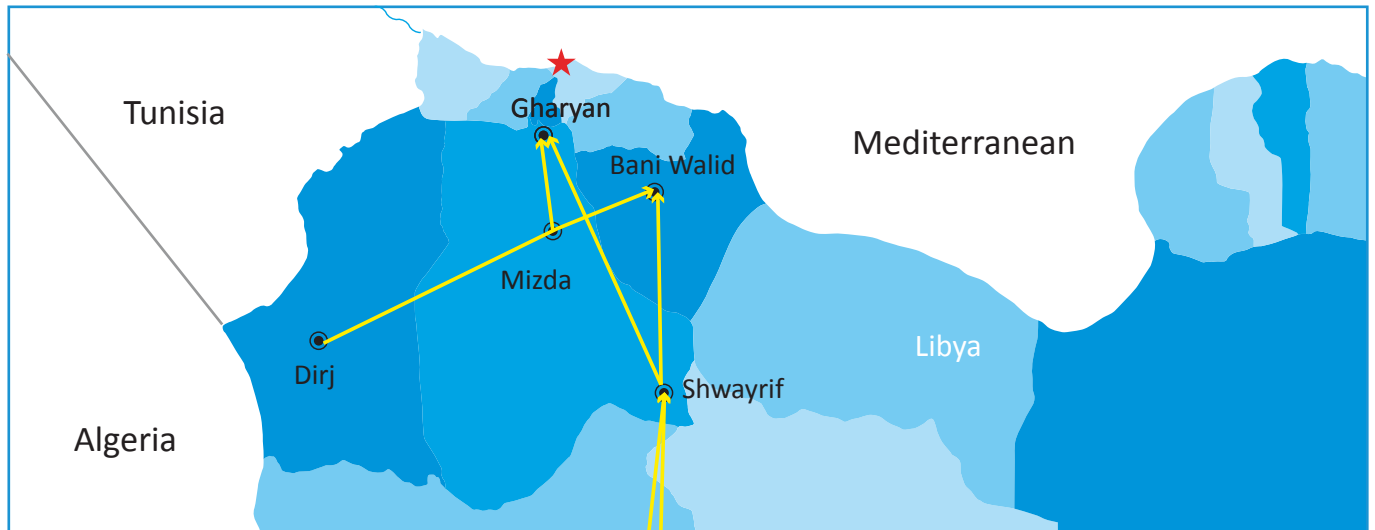 Tunisia
Gharyan
Mediterranean
Bani Walid
Mizda
Libya
Dirj
Shwayrif
Algeria